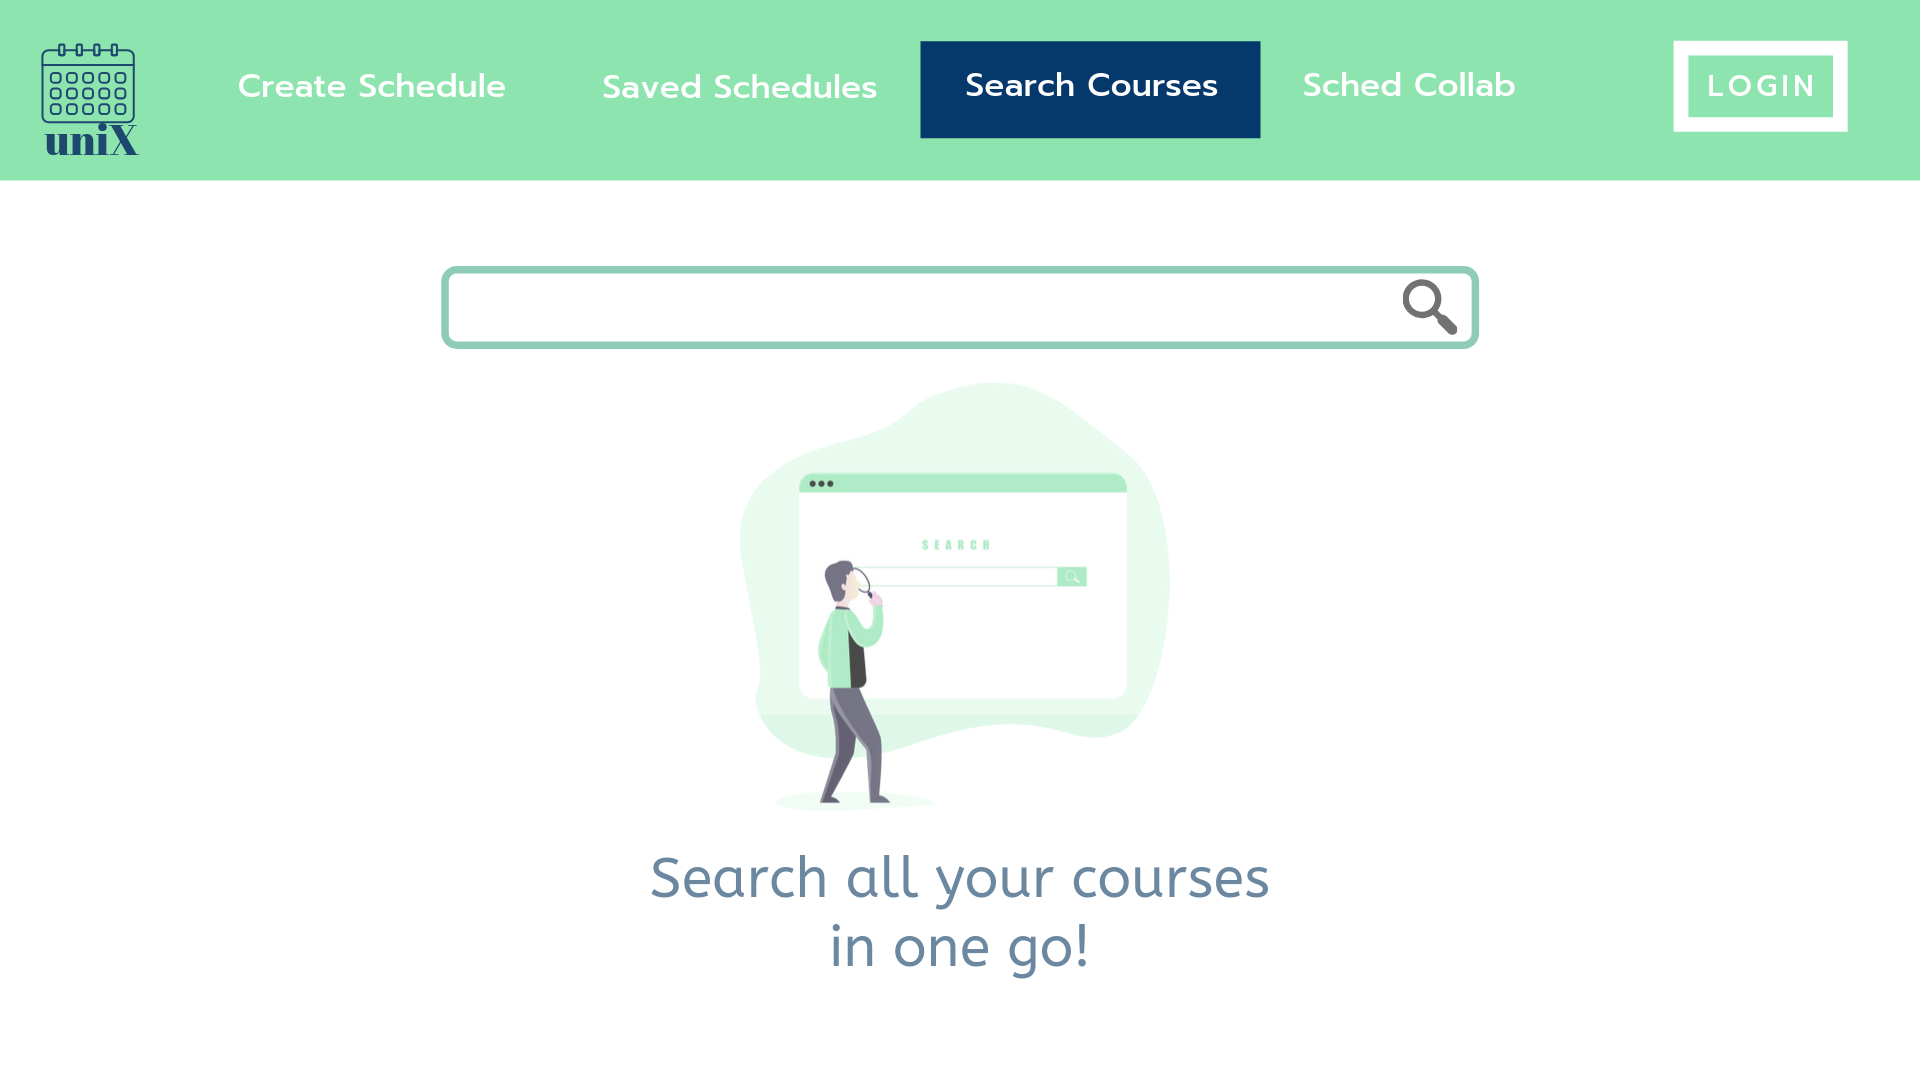 Create Schedule
Saved Schedules
Search Courses
Sched Collab
LOGIN
uniX
SEARCH
Search all your courses
in one go!